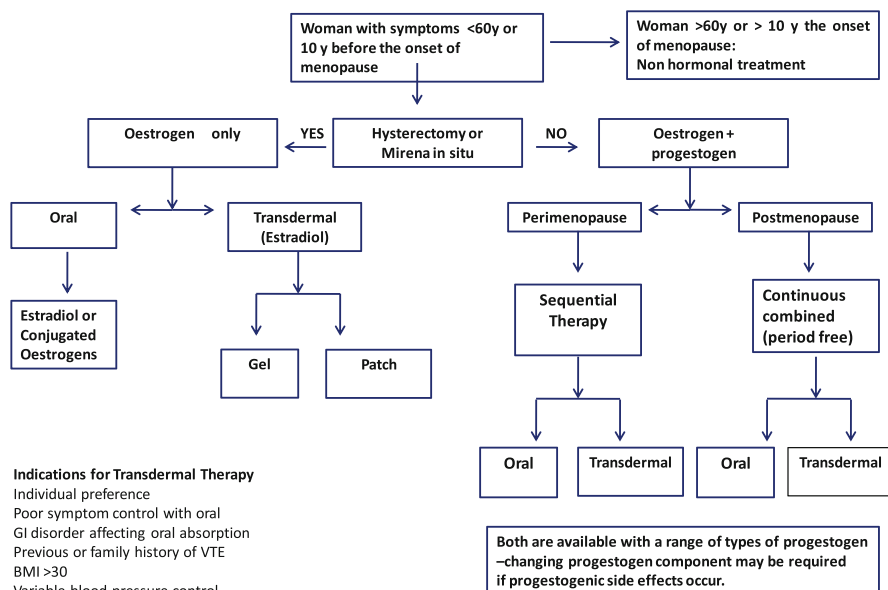 Woman with symptoms <60y or
10 y before the onset of
menopause
Woman >60y or > 10 y the onset
of menopause:
Non hormonal treatment
Oestrogen only
YES
Hysterectomy or
Mirena in situ
NO
Oestrogen +
progestogen
Oral
Transdermal
(Estradiol)
Perimenopause
Postmenopause
Estradiol or
Conjugated
Oestrogens
Gel
Patch
Sequential
Therapy
Continuous
combined
(period free)
Oral
Transdermal
Oral
Transdermal
Indications for Transdermal Therapy
Individual preference
Poor symptom control with oral
GI disorder affecting oral absorption
Previous or family history of VTE
BMI >30
Variable blood pressure control
Both are available with a range of types of progestogen
–changing progestogen component may be required
if progestogenic side effects occur.